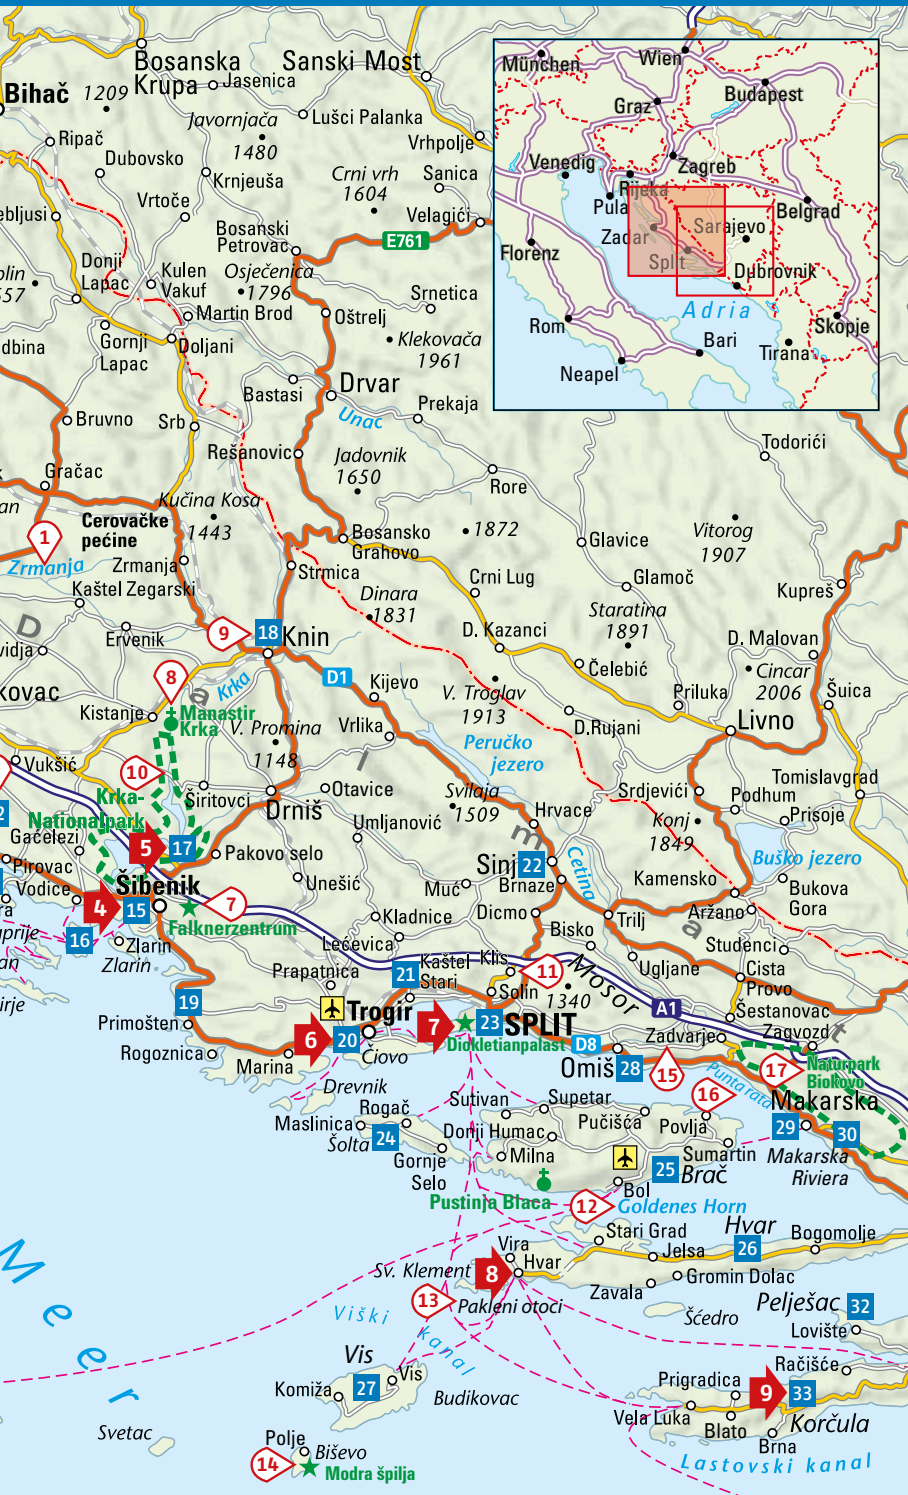 Bosanska
Krupa
Sanski Most
Jasenica
Bihač
1209
Javornjača
1480
Lušci Palanka
Ripač
Vrhpolje
Dubovsko
Krnjeuša
Crni vrh
1604
Sanica
Vrtoče
Velagići
Bosanski
Petrovac
E761
Donji
Lapac
Kulen
Vakuf
Osječenica
1796
Srnetica
Martin Brod
Oštrelj
Gornji
Lapac
Doljani
Klekovača
1961
Bastasi
Drvar
Unac
Prekaja
Bruvno
Srb
Todorići
Rešanovic
Jadovnik
1650
Gračac
Rore
Kučina Kosa
1443
Cerovačke
pećine
1
Zrmanja
Zrmanja
Bosansko
Grahovo
1872
Glavice
Vitorog
1907
Strmica
Kaštel Zegarski
Crni Lug
Glamoč
Kupreš
Dinara
1831
Staratina
1891
Ervenik
9
18
Knin
D. Kazanci
D. Malovan
Čelebić
Cincar
2006
8
Krka
D1
Kijevo
V. Troglav
1913
Priluka
Šuica
Kistanje
Manastir
Krka
V. Promina
1148
Vrlika
D.Rujani
Livno
Peručko
jezero
Vukšić
10
Krka-
Nationalpark
Širitovci
Drniš
Otavice
Svilaja
1509
Srdjevići
Tomislavgrad
Podhum
Hrvace
Prisoje
Umljanović
Konj
1849
Gaćelezi
5
17
Pakovo selo
Sinj
22
Buško jezero
Pirovac
Cetina
Vodice
Šibenik
Unešić
Muć
Brnaze
Kamensko
Bukova
Gora
4
15
7
Falknerzentrum
Kladnice
Dicmo
Trilj
Aržano
16
Bisko
Zlarin
Zlarin
Lećevica
Studenci
Prapatnica
21
Kaštel
Stari
Klis
11
Mosor
1340
Ugljane
Cista
Provo
Solin
19
Trogir
7
23
SPLIT
A1
Šestanovac
Primošten
6
20
Diokletianpalast
D8
Zadvarje
Zagvozd
Rogoznica
Marina
Čiovo
Omiš
28
15
17
Naturpark
Biokovo
Drevnik
Punta rata
Makarska
Rogač
Sutivan
Supetar
16
Maslinica
Šolta
24
Donji Humac
Pučišća
Povlja
29
30
Gornje
Selo
Milna
Sumartin
Makarska
Riviera
25
Brač
Pustinja Blaca
Bol
12
Goldenes Horn
Stari Grad
Hvar
26
Bogomolje
Vira
Jelsa
Sv. Klement
8
Hvar
Gromin Dolac
Zavala
13
Pakleni otoci
Šćedro
Pelješac
32
Lovište
Viški
kanal
Vis
27
Vis
Komiža
Budikovac
Račišće
Prigradica
9
33
Vela Luka
Blato
Korčula
Brna
Svetac
Polje
Biševo
14
Modra špilja
Lastovski kanal
Meer
D
a
l
m
a
t
München
Wien
Graz
Budapest
Venedig
Zagreb
Rijeka
Pula
Belgrad
Zadar
Sarajevo
Florenz
Split
Dubrovnik
Adria
Rom
Bari
Skopje
Tirana
Neapel